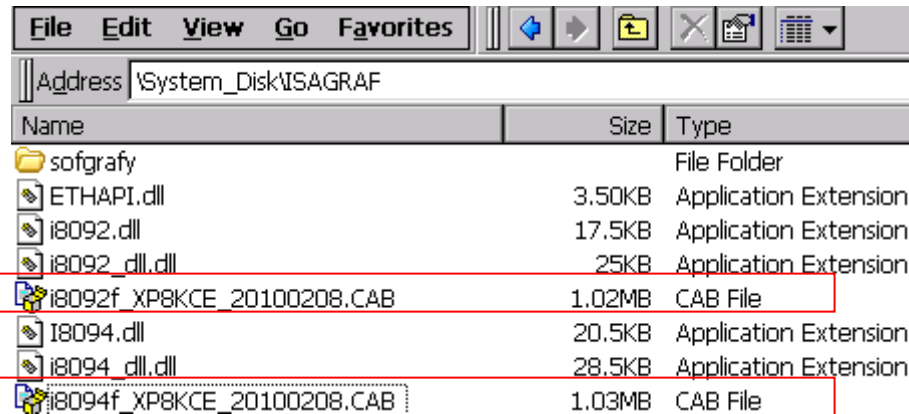 File Edit View Go Favorites
Address \System_Disk\ISAGRAF
Name Size Type
sofgrafy File Folder
ETHAPI.dll 3.50KB Application Extension
i8092.dll 17.5KB Application Extension
i8092_dll.dll 25KB Application Extension
i8092f_XP8KCE_20100208.CAB 1.02MB CAB File
I8094.dll 20.5KB Application Extension
i8094_dll.dll 28.5KB Application Extension
i8094f_XP8KCE_20100208.CAB 1.03MB CAB File